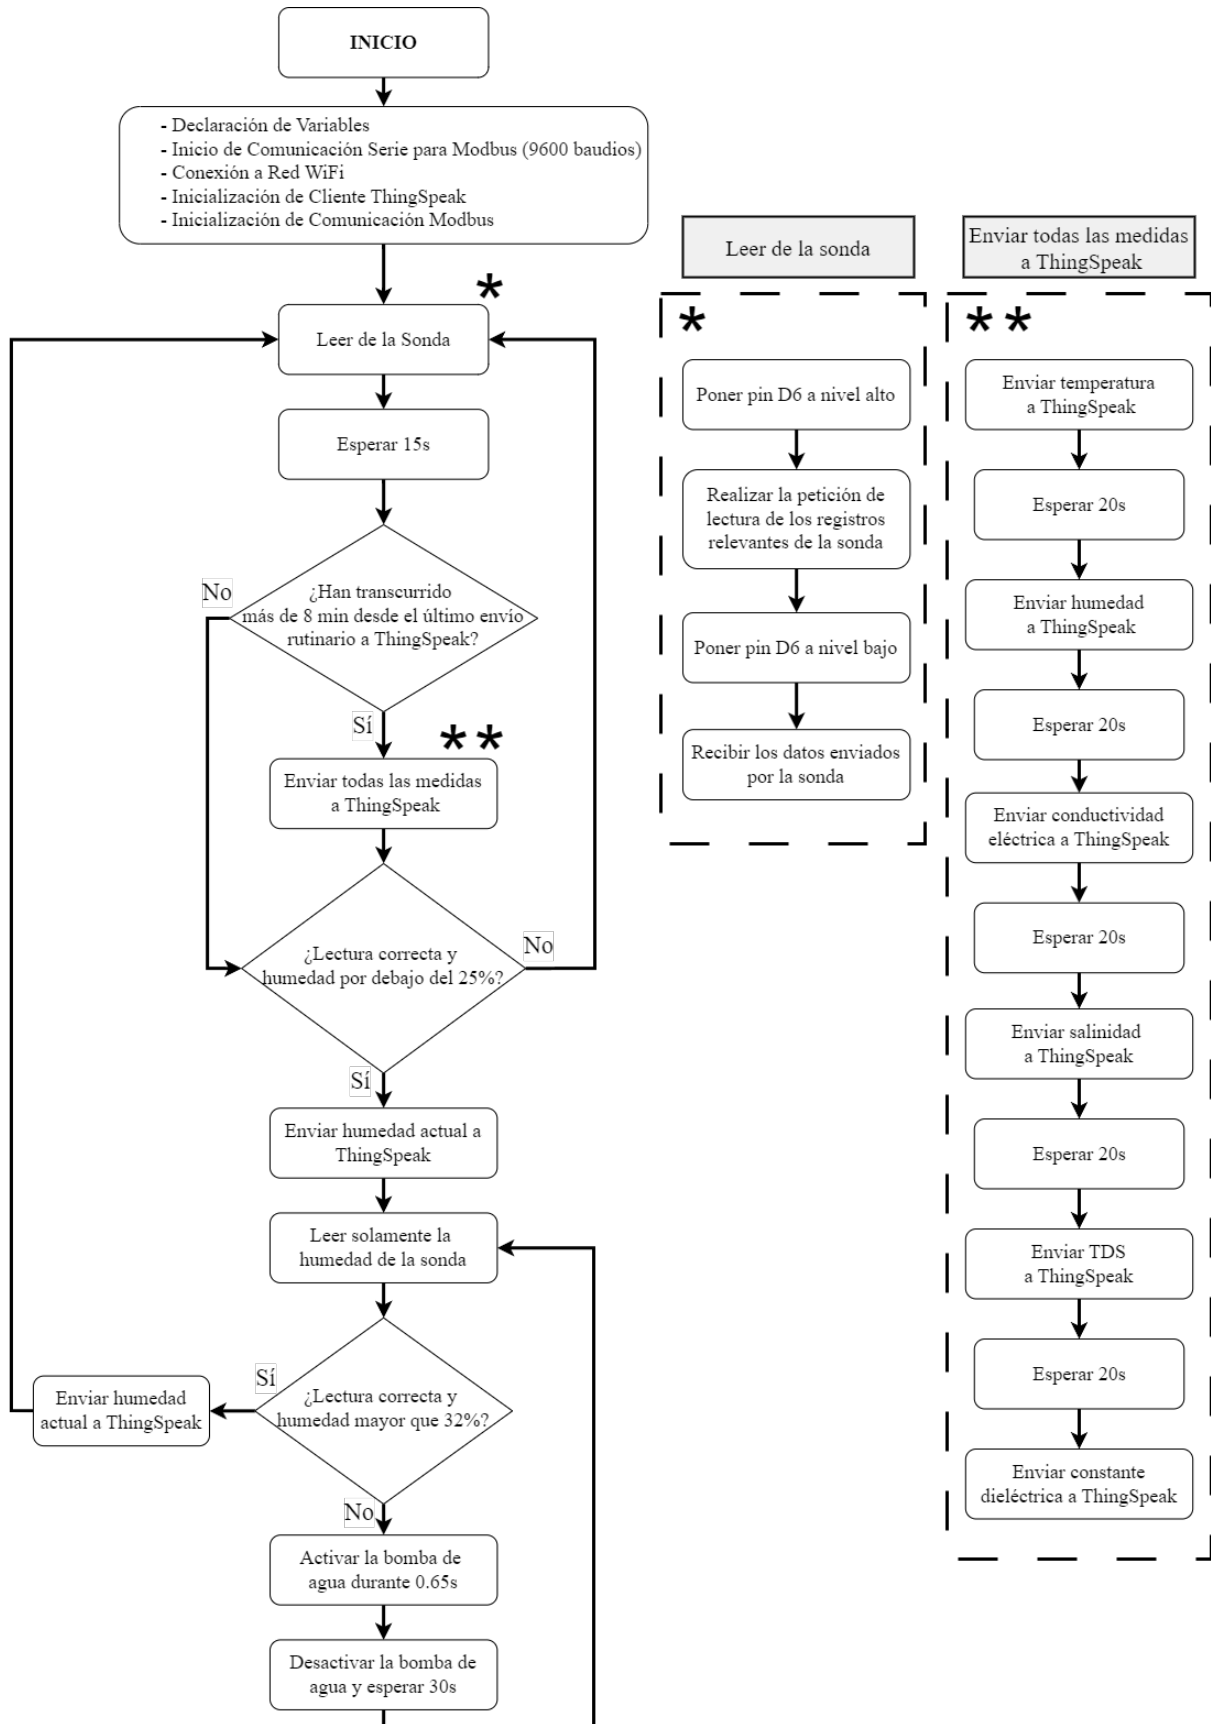 INICIO
- Declaración de Variables
- Inicio de Comunicación Serie para Modbus (9600 baudios)
- Conexión a Red WiFi
- Inicialización de Cliente ThingSpeak
- Inicialización de Comunicación Modbus
*
Leer de la Sonda
Esperar 15s
No
¿Han transcurrido
más de 8 min desde el último envío
rutinario a ThingSpeak?
Sí
**
Enviar todas las medidas
a ThingSpeak
No
¿Lectura correcta y
humedad por debajo del 25%?
Sí
Enviar humedad actual a
ThingSpeak
Leer solamente la
humedad de la sonda
Sí
¿Lectura correcta y
humedad mayor que 32%?
Enviar humedad
actual a ThingSpeak
No
Activar la bomba de
agua durante 0.65s
Desactivar la bomba de
agua y esperar 30s
Leer de la sonda
*
Poner pin D6 a nivel alto
Realizar la petición de
lectura de los registros
relevantes de la sonda
Poner pin D6 a nivel bajo
Recibir los datos enviados
por la sonda
Enviar todas las medidas
a ThingSpeak
**
Enviar temperatura
a ThingSpeak
Esperar 20s
Enviar humedad
a ThingSpeak
Esperar 20s
Enviar conductividad
eléctrica a ThingSpeak
Esperar 20s
Enviar salinidad
a ThingSpeak
Esperar 20s
Enviar TDS
a ThingSpeak
Esperar 20s
Enviar constante
dieléctrica a ThingSpeak